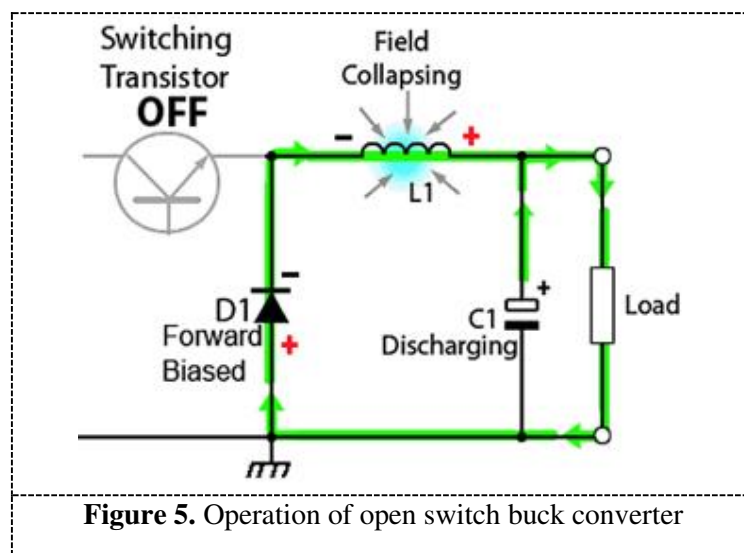 Switching
Transistor
OFF
Field
Collapsing
-
+
L1
-
D1
Forward
Biased
+
+
C1
Discharging
Load
Figure 5. Operation of open switch buck converter